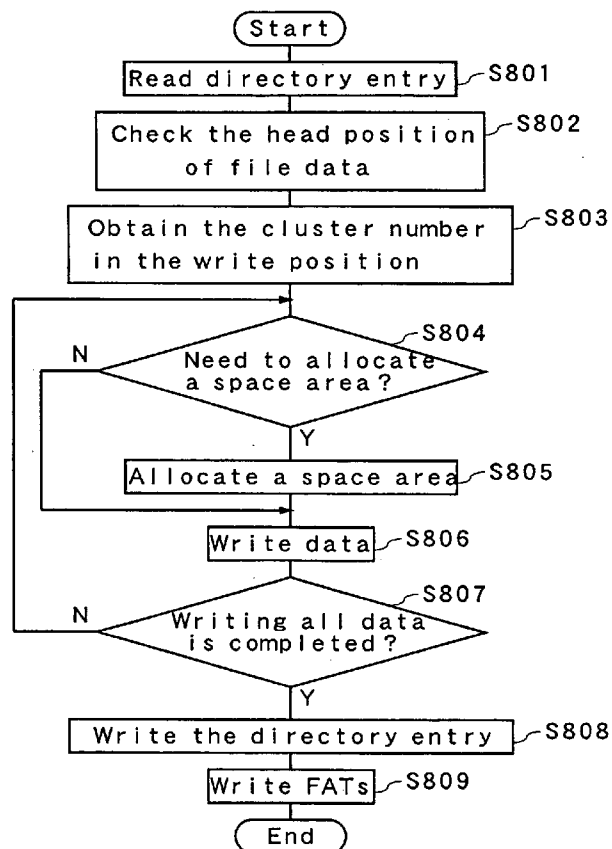 Start
Read directory entry
S801
Check the head position
of file data
S802
Obtain the cluster number
in the write position
S803
S804
N
Need to allocate
a space area?
Y
Allocate a space area
S805
Write data
S806
S807
N
Writing all data
is completed?
Y
Write the directory entry
S808
Write FATs
S809
End